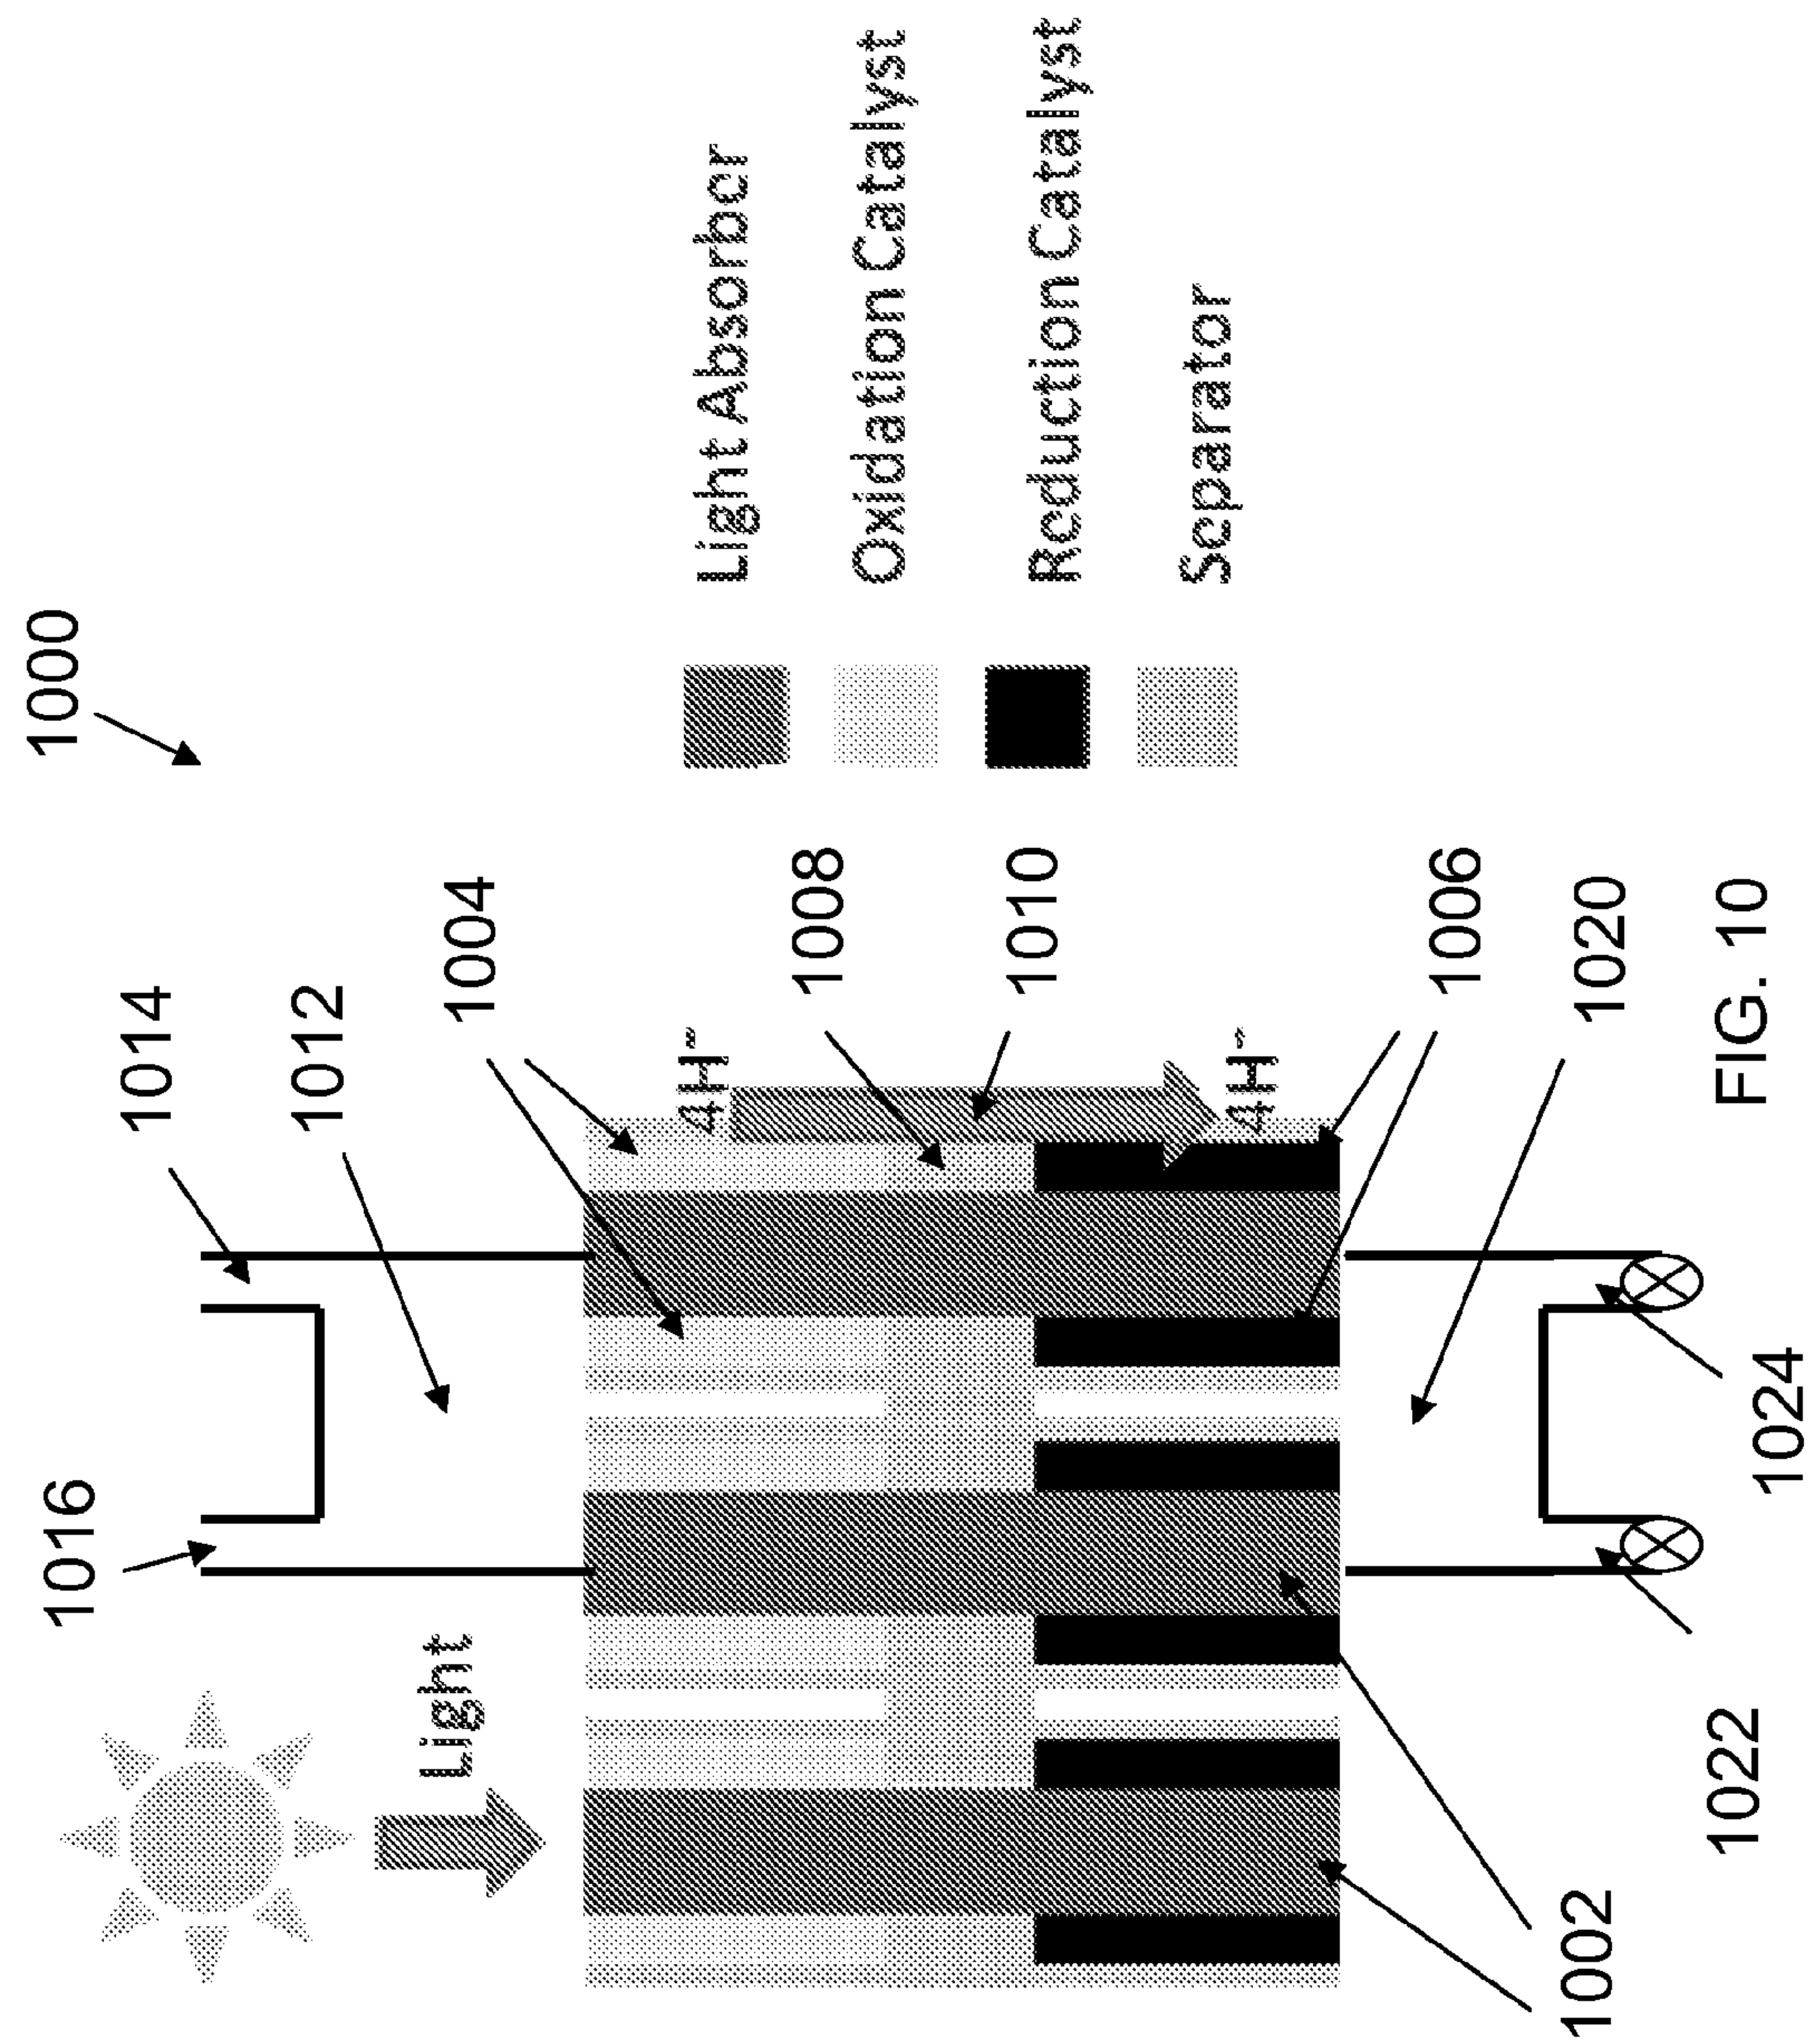 1000
1016
1014
1012
Light
1004
4H⁺
Light Absorber
1008
Oxidation Catalyst
1010
Reduction Catalyst
Separator
4H⁺
1006
1002
1020
1022
1024
FIG. 10